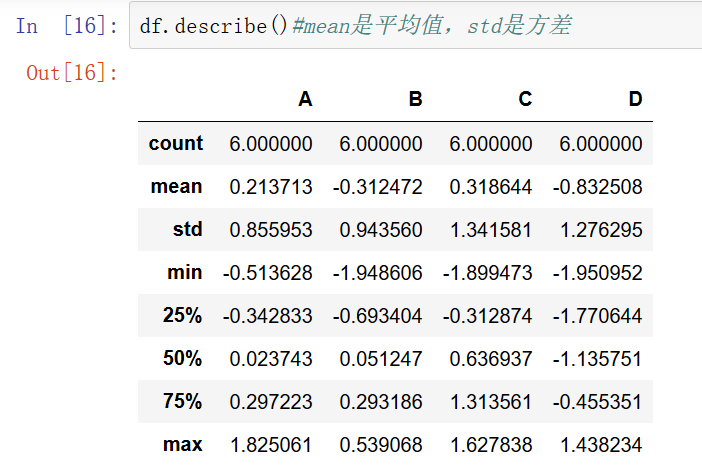 In [16]: df.describe()#mean是平均值，std是方差
Out[16]:
A B C D
count 6.000000 6.000000 6.000000 6.000000
mean 0.213713 -0.312472 0.318644 -0.832508
std 0.855953 0.943560 1.341581 1.276295
min -0.513628 -1.948606 -1.899473 -1.950952
25% -0.342833 -0.693404 -0.312874 -1.770644
50% 0.023743 0.051247 0.636937 -1.135751
75% 0.297223 0.293186 1.313561 -0.455351
max 1.825061 0.539068 1.627838 1.438234